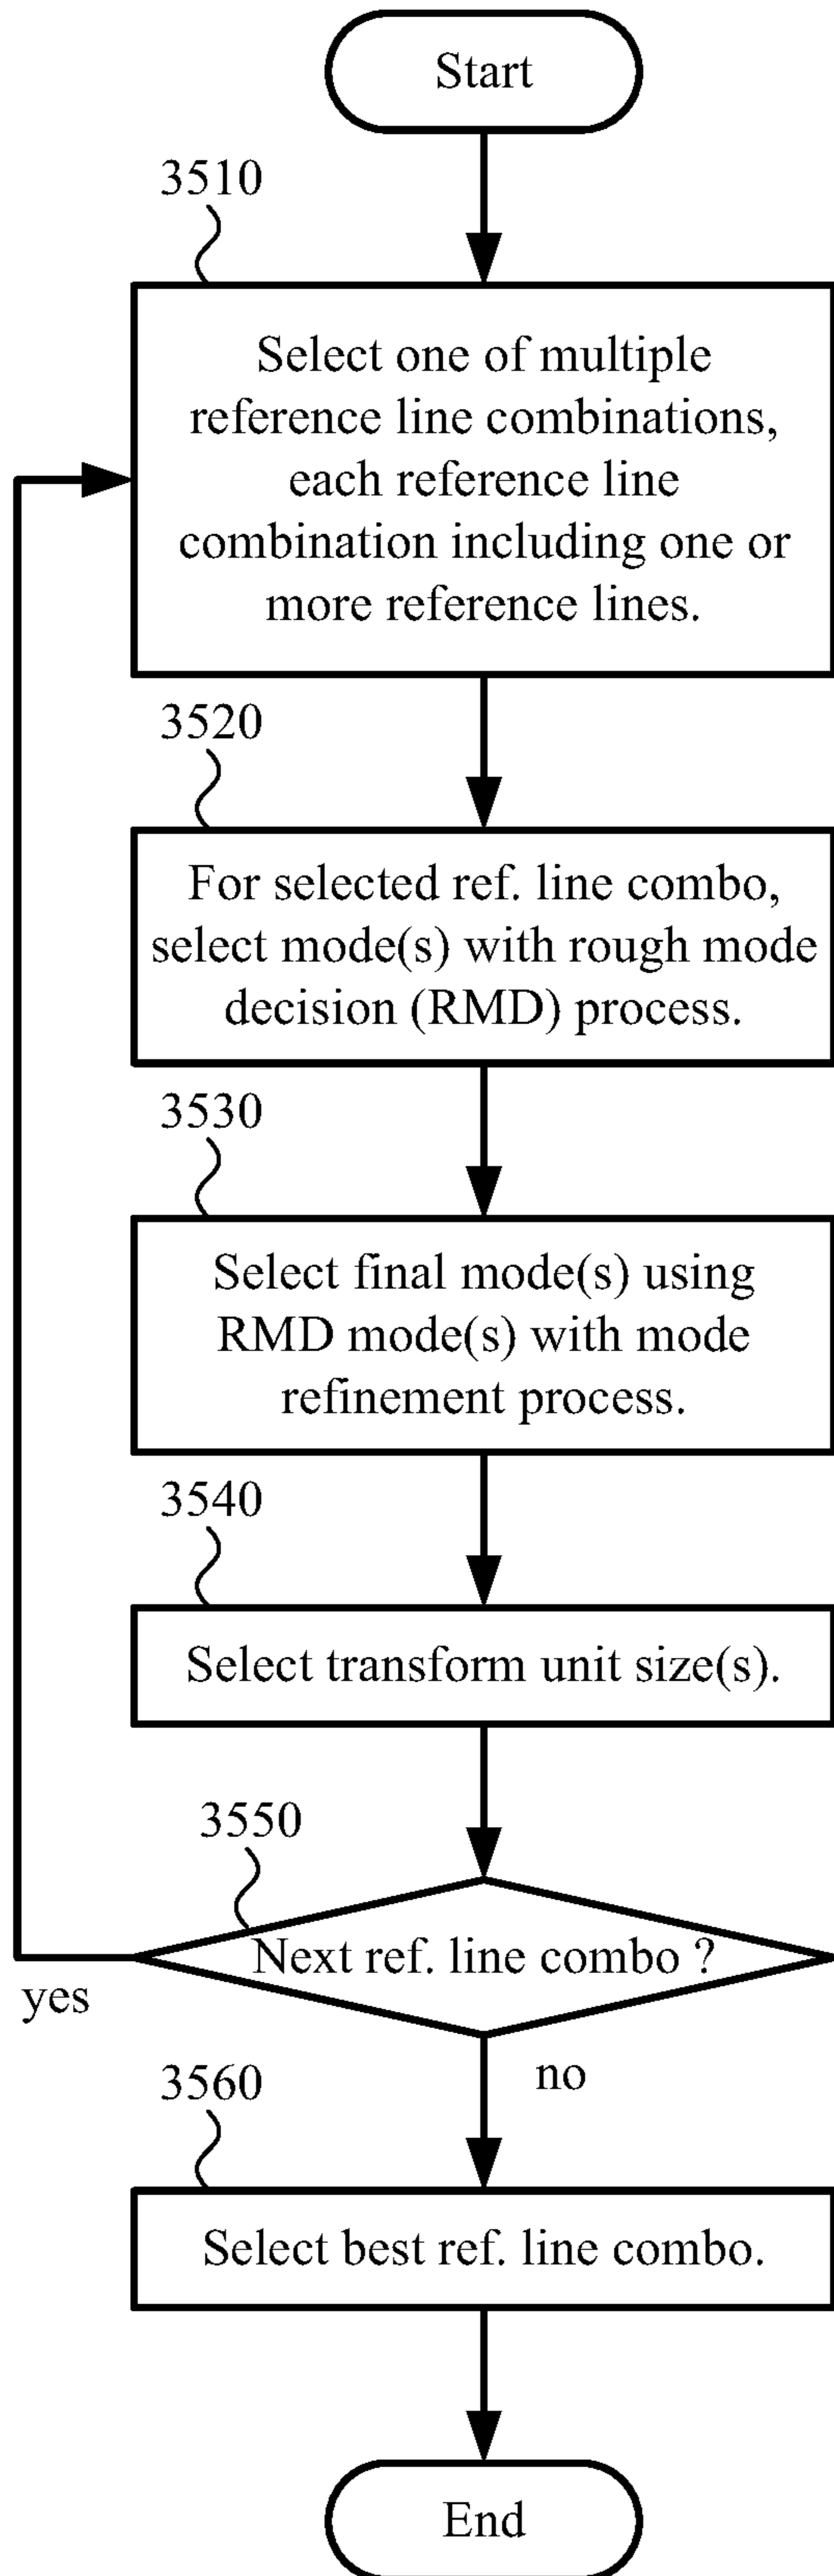 Start
3510
Select one of multiple
reference line combinations,
each reference line
combination including one or
more reference lines.
3520
For selected ref. line combo,
select mode(s) with rough mode
decision (RMD) process.
3530
Select final mode(s) using
RMD mode(s) with mode
refinement process.
3540
Select transform unit size(s).
3550
Next ref. line combo ?
yes
no
3560
Select best ref. line combo.
End